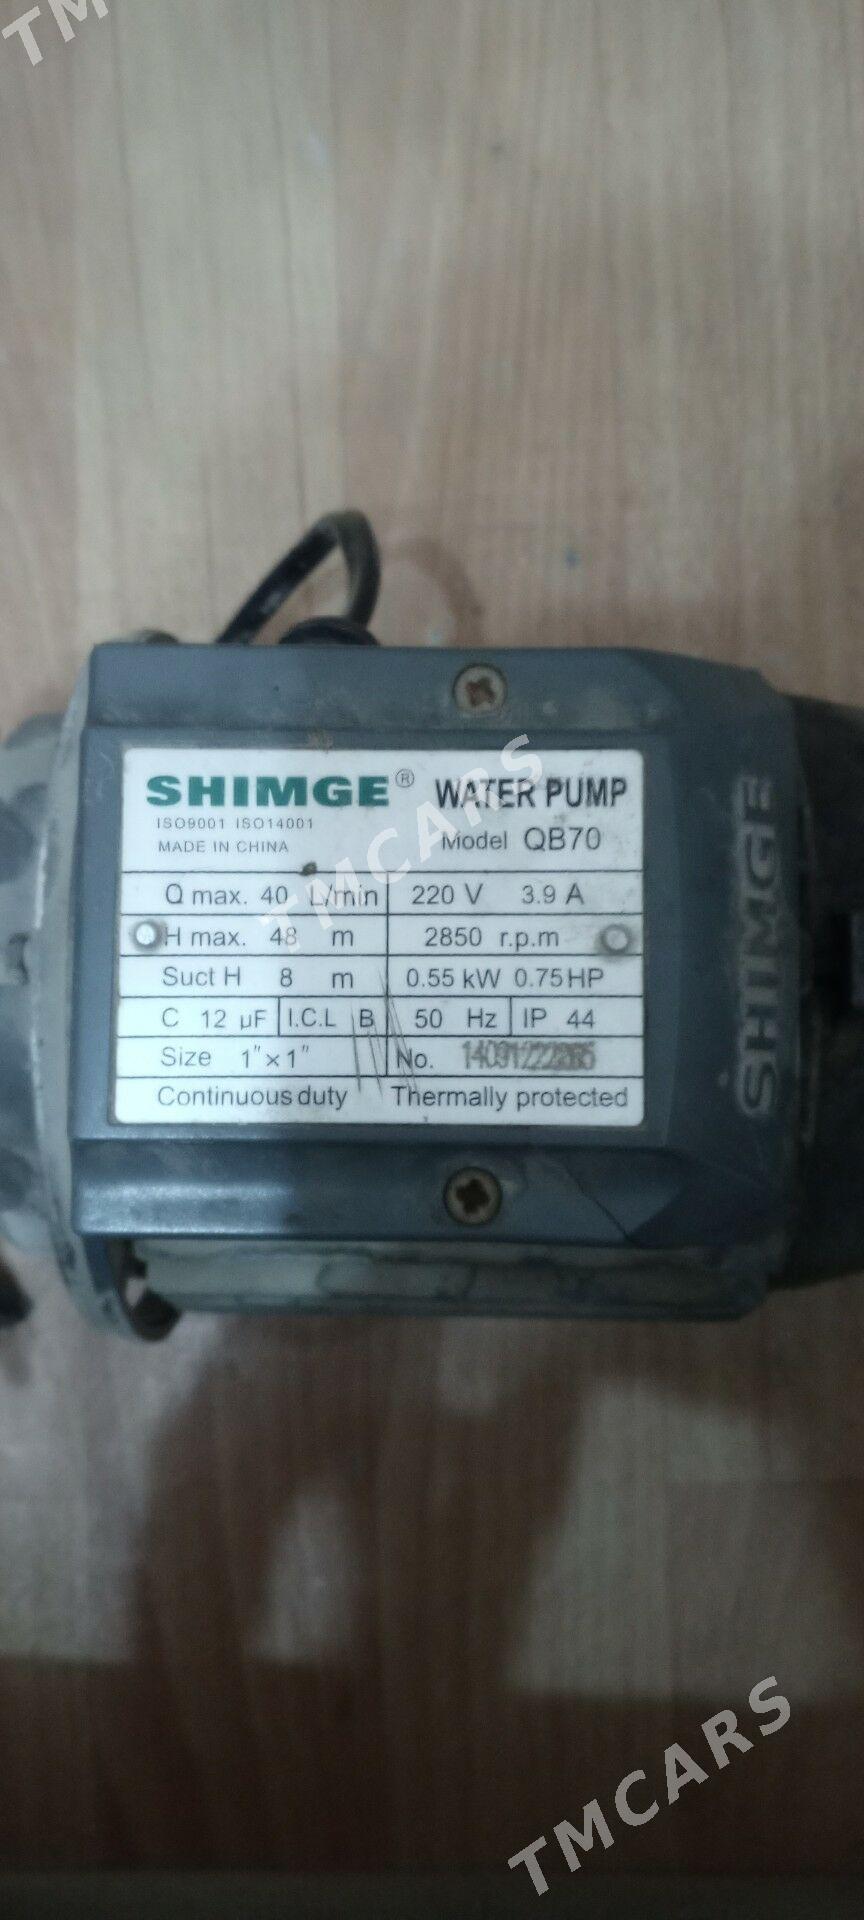 TM
SHIMGE® WATER PUMP
ISO9001 ISO14001
MADE IN CHINA
Model QB70
Q max. 40 L/min 220 V 3.9 A
H max. 48 m 2850 r.p.m
Suct H 8 m 0.55 kW 0.75HP
C 12 µF I.C.L B 50 Hz IP 44
Size 1"×1" No.
Continuous duty Thermally protected
SHIMGE
TMCARS
TMCARS